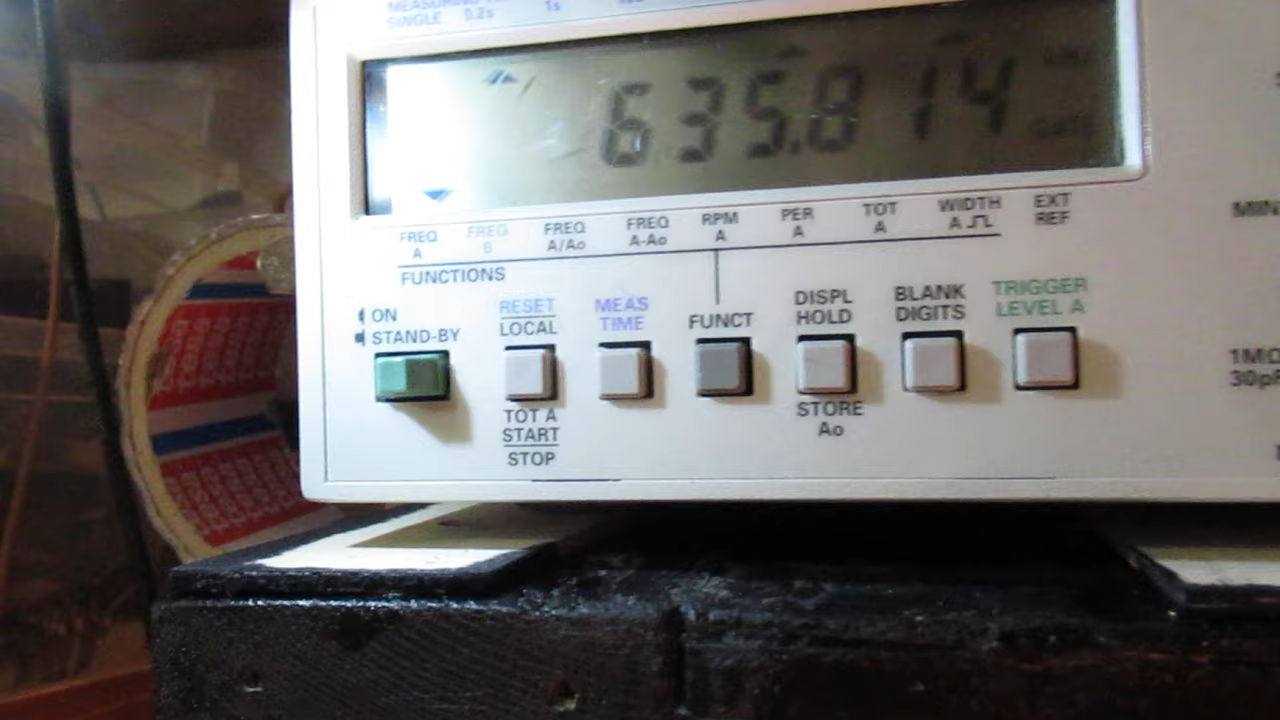 SINGLE 0.2s 1s
635.814
FREQ A FREQ B FREQ A/Ao FREQ A-Ao RPM A PER A TOT A WIDTH A EXT REF
FUNCTIONS
ON
STAND-BY
RESET
LOCAL
MEAS
TIME
FUNCT
DISPL
HOLD
BLANK
DIGITS
TRIGGER
LEVEL A
TOT A
START
STOP
STORE
Ao
1MΩ
30pF